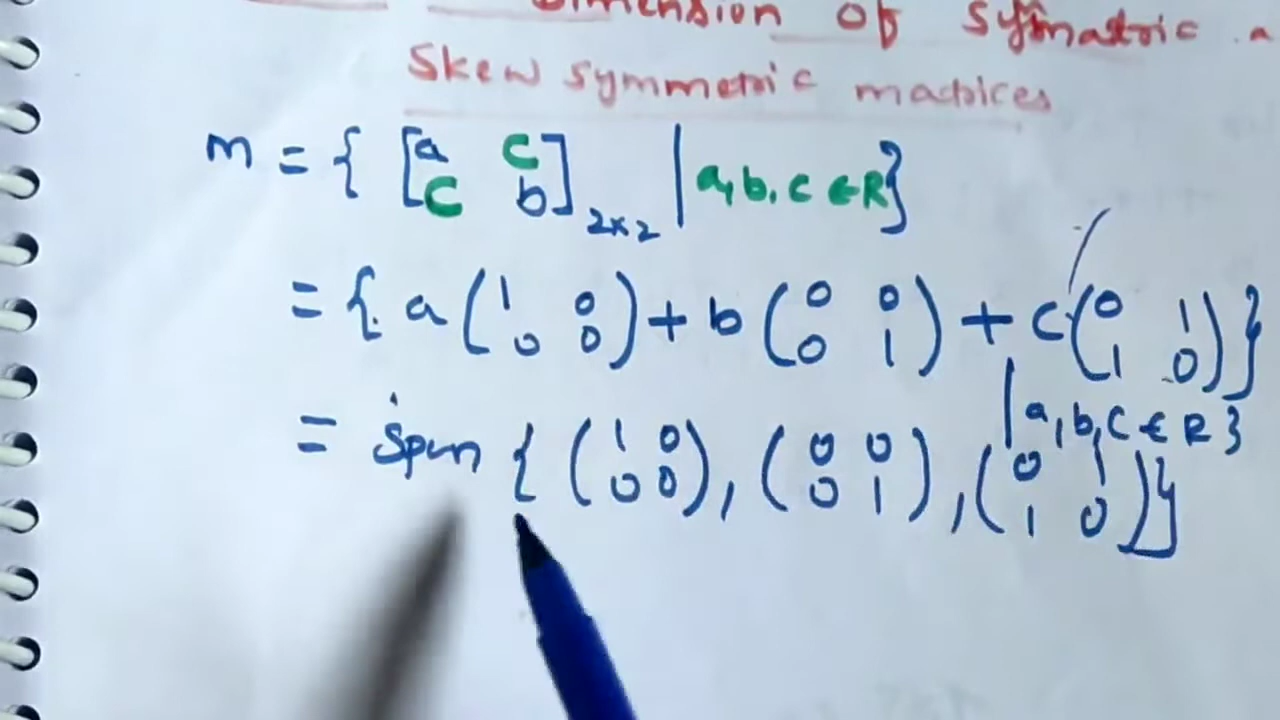 Dimension of Symmatric a
Skew symmetric matrices
m = { [a c
c b]2×2 | a, b, c ∈ R}
= { a (1 0
0 0) + b (0 0
0 1) + c (0 1
1 0) }
| a, b, c ∈ R }
= span { (1 0
0 0), (0 0
0 1), (0 1
1 0) }